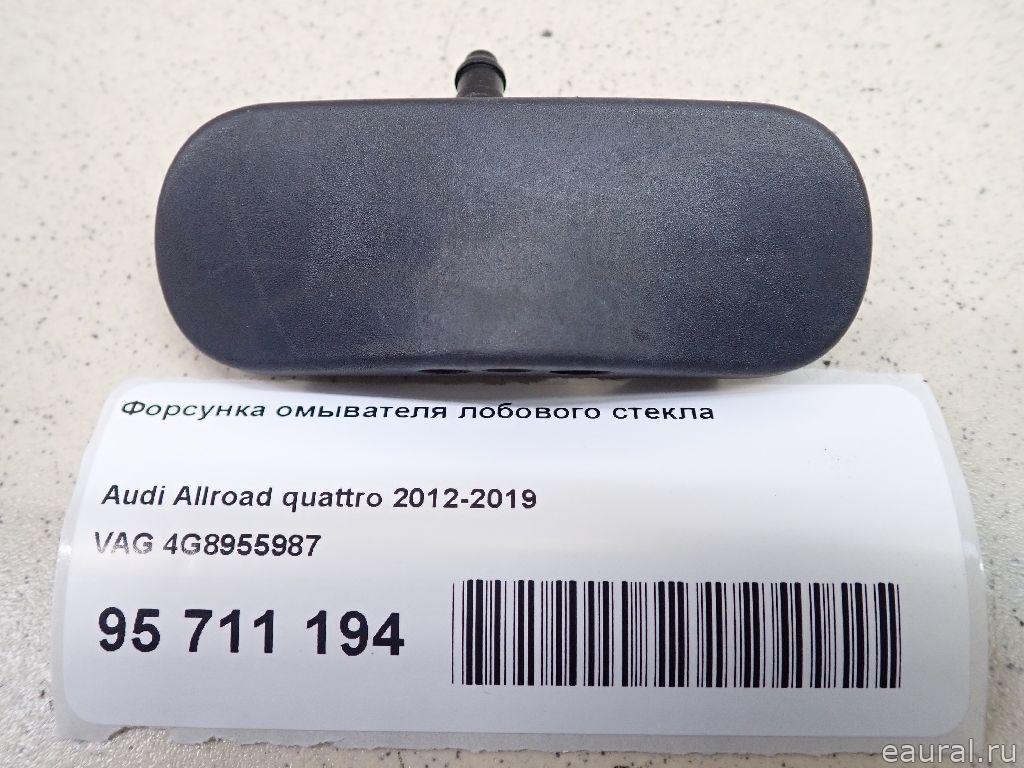 Форсунка омывателя лобового стекла
Audi Allroad quattro 2012-2019
VAG 4G8955987
95 711 194
eaural.ru